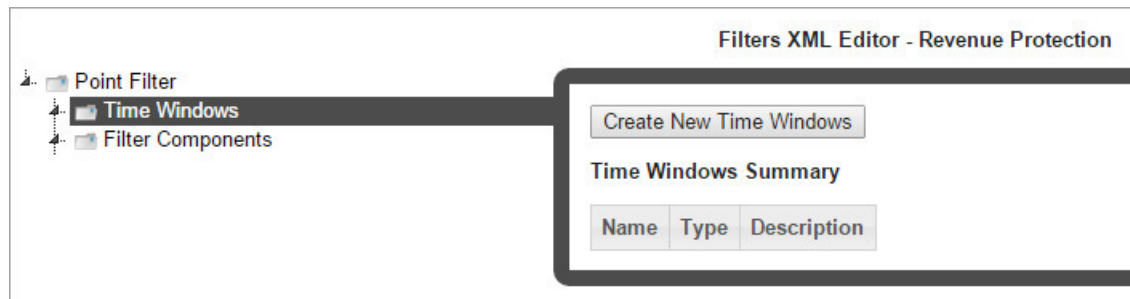 Filters XML Editor - Revenue Protection
Point Filter
Time Windows
Filter Components
Create New Time Windows
Time Windows Summary
Name Type Description